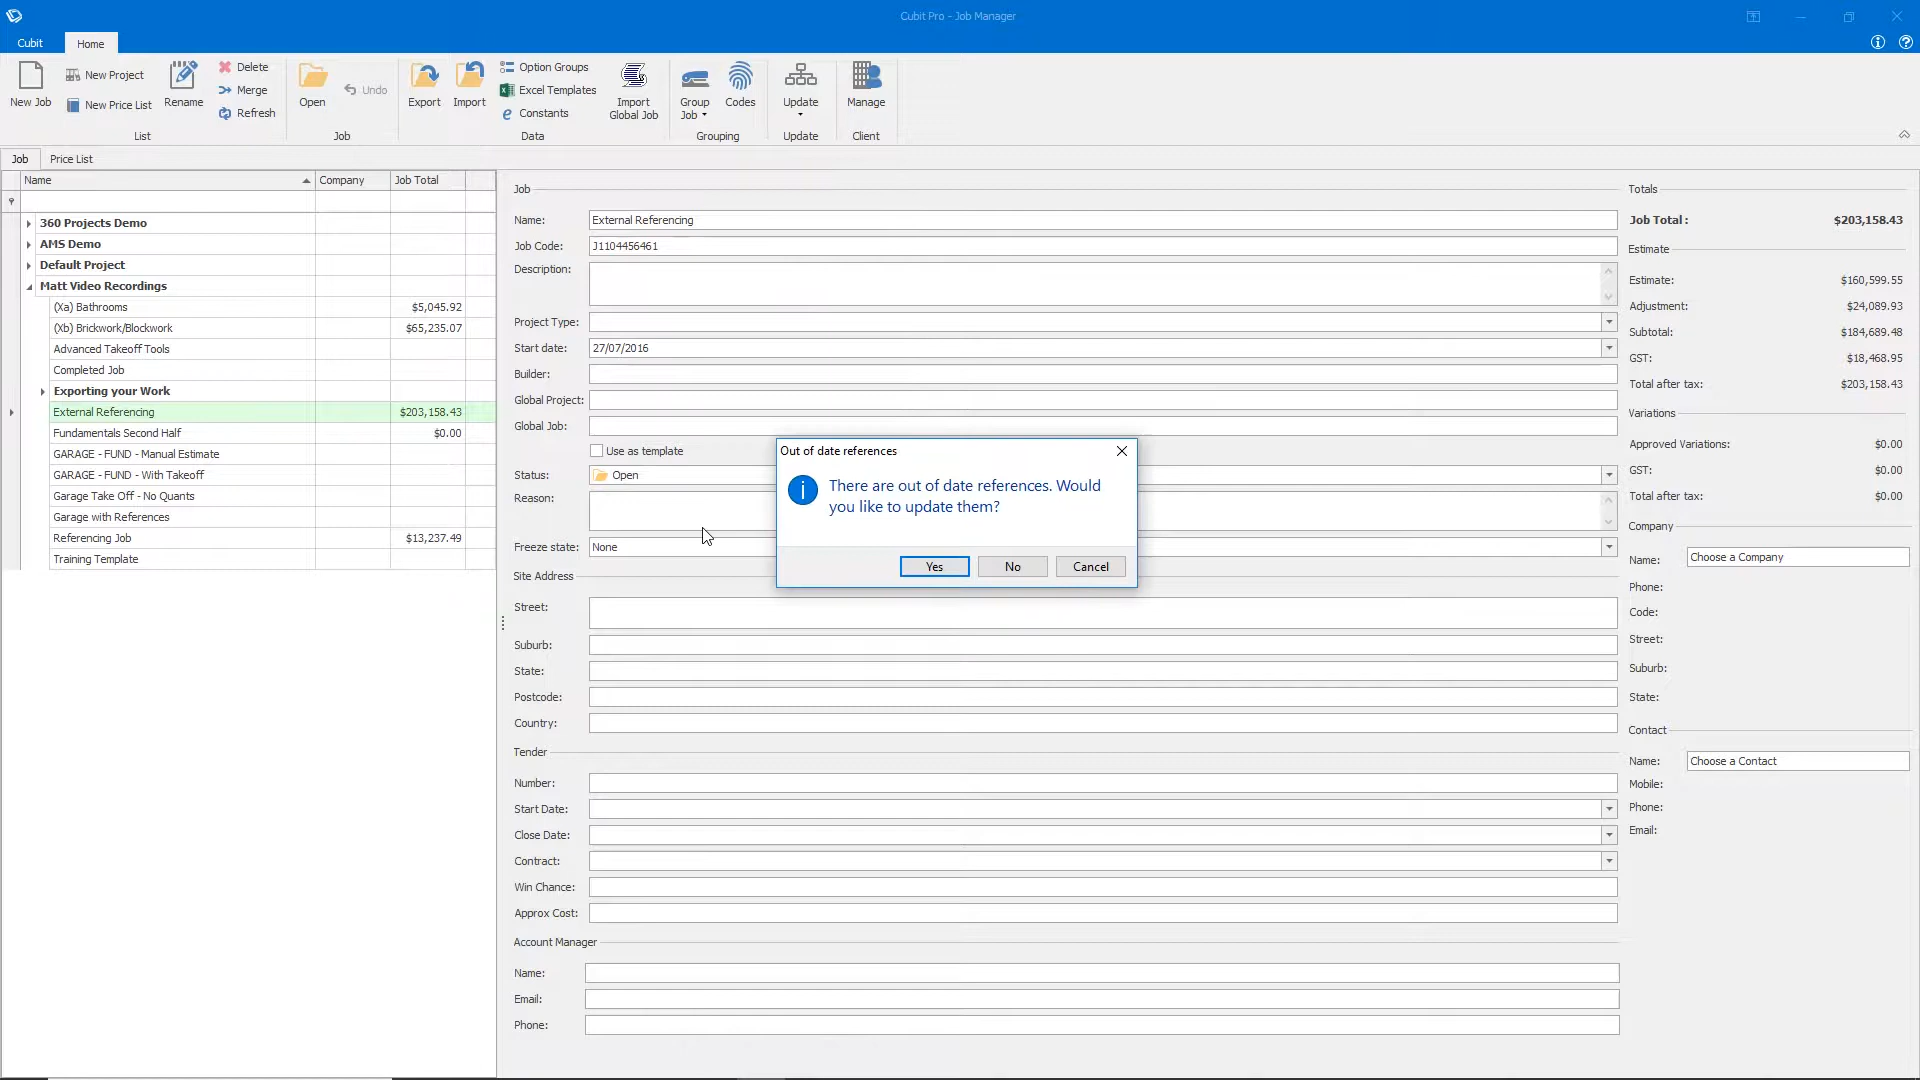 Cubit Pro - Job Manager
Cubit
Home
New Job
New Project
New Price List
Rename
Delete
Merge
Refresh
List
Open
Undo
Job
Export
Import
Option Groups
Excel Templates
Constants
Import
Global Job
Data
Group
Job
Codes
Grouping
Update
Update
Manage
Client
Job
Price List
Name
Company
Job Total
360 Projects Demo
AMS Demo
Default Project
Matt Video Recordings
(Xa) Bathrooms $5,045.92
(Xb) Brickwork/Blockwork $65,235.07
Advanced Takeoff Tools
Completed Job
Exporting your Work
External Referencing $203,158.43
Fundamentals Second Half $0.00
GARAGE - FUND - Manual Estimate
GARAGE - FUND - With Takeoff
Garage Take Off - No Quants
Garage with References
Referencing Job $13,237.49
Training Template
Job
Name: External Referencing
Job Code: J1104456461
Description:
Project Type:
Start date: 27/07/2016
Builder:
Global Project:
Global Job:
Use as template
Status: Open
Reason:
Freeze state: None
Site Address
Street:
Suburb:
State:
Postcode:
Country:
Tender
Number:
Start Date:
Close Date:
Contract:
Win Chance:
Approx Cost:
Account Manager
Name:
Email:
Phone:
Out of date references
There are out of date references. Would
you like to update them?
Yes
No
Cancel
Totals
Job Total : $203,158.43
Estimate
Estimate: $160,599.55
Adjustment: $24,089.93
Subtotal: $184,689.48
GST: $18,468.95
Total after tax: $203,158.43
Variations
Approved Variations: $0.00
GST: $0.00
Total after tax: $0.00
Company
Name: Choose a Company
Phone:
Code:
Street:
Suburb:
State:
Contact
Name: Choose a Contact
Mobile:
Phone:
Email: